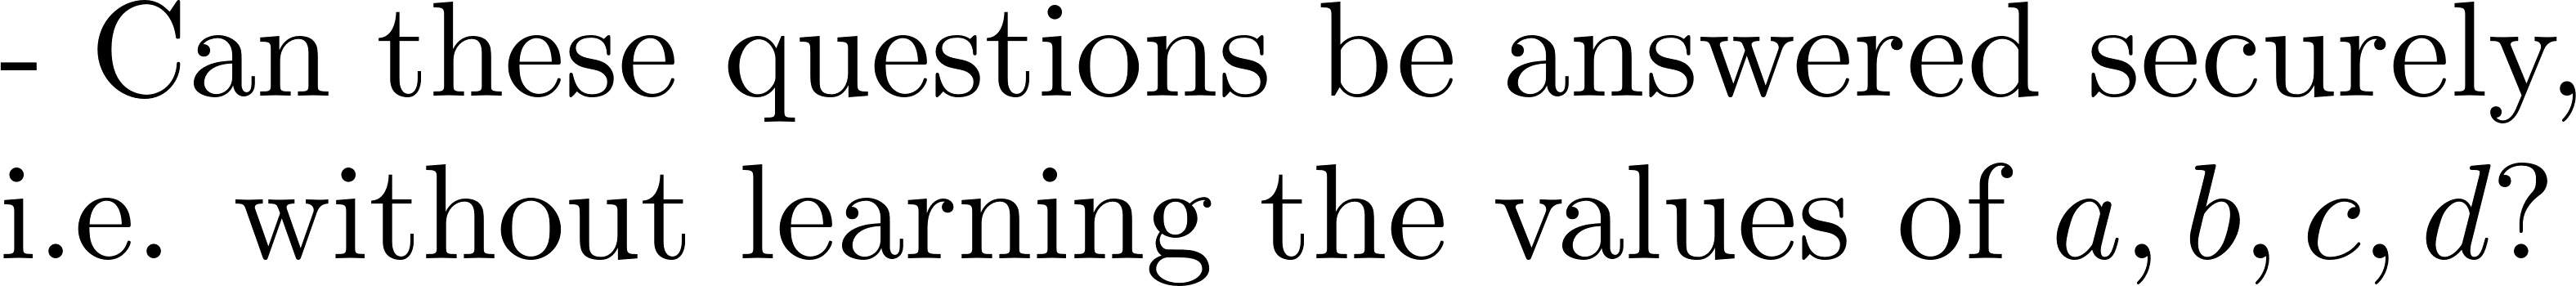 - Can these questions be answered securely,
i.e. without learning the values of a, b, c, d?